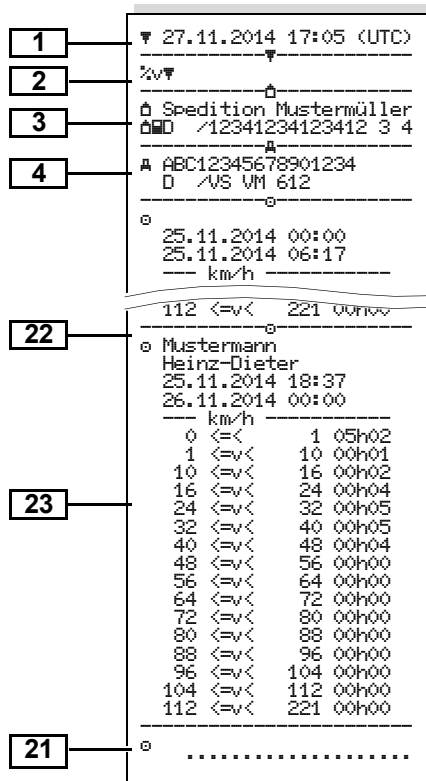 1 ▼ 27.11.2014 17:05 (UTC)
2 %v▼
3 Spedition Mustermüller
D /12341234123412 3 4
4 ABC12345678901234
D /VS VM 612
25.11.2014 00:00
25.11.2014 06:17
--- km/h -----------
112 <=v< 221 00h00
22
Mustermann
Heinz-Dieter
25.11.2014 18:37
26.11.2014 00:00
--- km/h -----------
0 <=< 1 05h02
1 <=v< 10 00h01
10 <=v< 16 00h02
16 <=v< 24 00h04
24 <=v< 32 00h05
32 <=v< 40 00h05
23 40 <=v< 48 00h04
48 <=v< 56 00h00
56 <=v< 64 00h00
64 <=v< 72 00h00
72 <=v< 80 00h00
80 <=v< 88 00h00
88 <=v< 96 00h00
96 <=v< 104 00h00
104 <=v< 112 00h00
112 <=v< 221 00h00
21 ....................